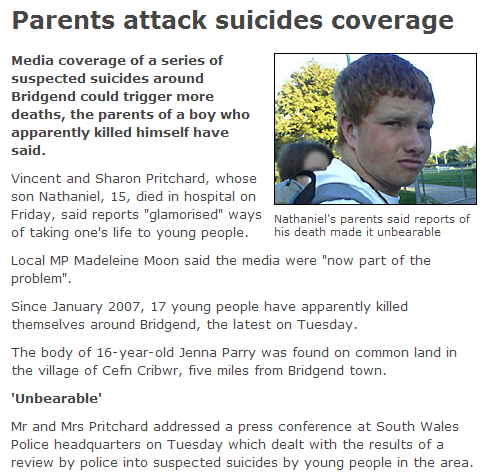 Parents attack suicides coverage
Media coverage of a series of
suspected suicides around
Bridgend could trigger more
deaths, the parents of a boy who
apparently killed himself have
said.
Vincent and Sharon Pritchard, whose
son Nathaniel, 15, died in hospital on
Friday, said reports "glamorised" ways
of taking one's life to young people.
Nathaniel's parents said reports of
his death made it unbearable
Local MP Madeleine Moon said the media were "now part of the
problem".
Since January 2007, 17 young people have apparently killed
themselves around Bridgend, the latest on Tuesday.
The body of 16-year-old Jenna Parry was found on common land in
the village of Cefn Cribwr, five miles from Bridgend town.
'Unbearable'
Mr and Mrs Pritchard addressed a press conference at South Wales
Police headquarters on Tuesday which dealt with the results of a
review by police into suspected suicides by young people in the area.